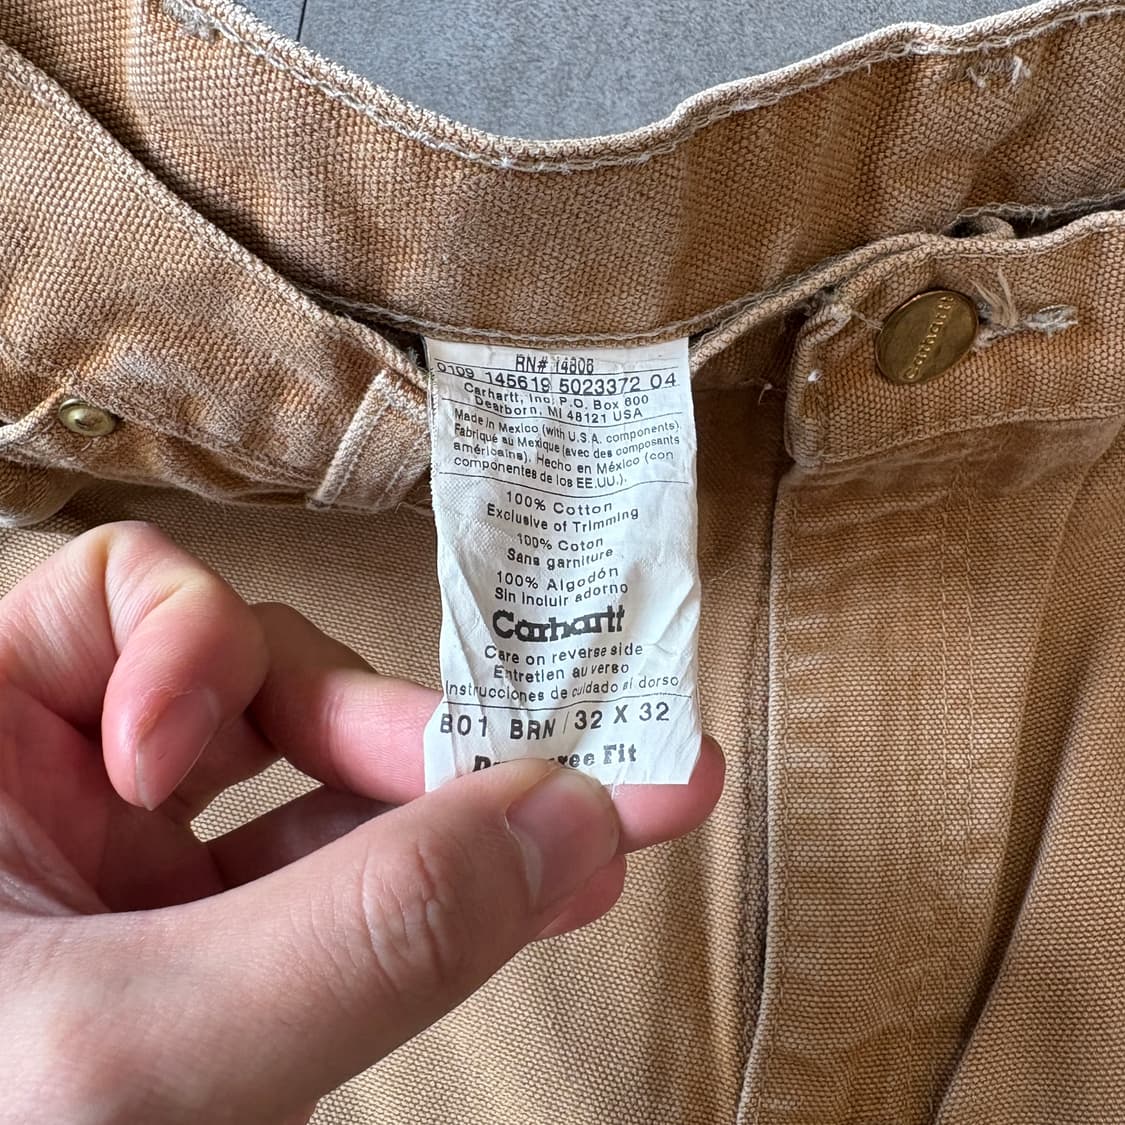 RN# 14806
0109 145619 5023372 04
Carhartt, Inc. P.O. Box 600
Dearborn, MI 48121 USA
Made in Mexico (with U.S.A. components).
Fabriqué au Mexique (avec des composants
américains). Hecho en México (con
componentes de los EE.UU.).
100% Cotton
Exclusive of Trimming
100% Coton
Sans garniture
100% Algodón
Sin incluir adorno
Carhartt
Care on reverse side
Entretien au verso
Instrucciones de cuidado al dorso
B01 BRN 32 X 32
Fit
CARHARTT